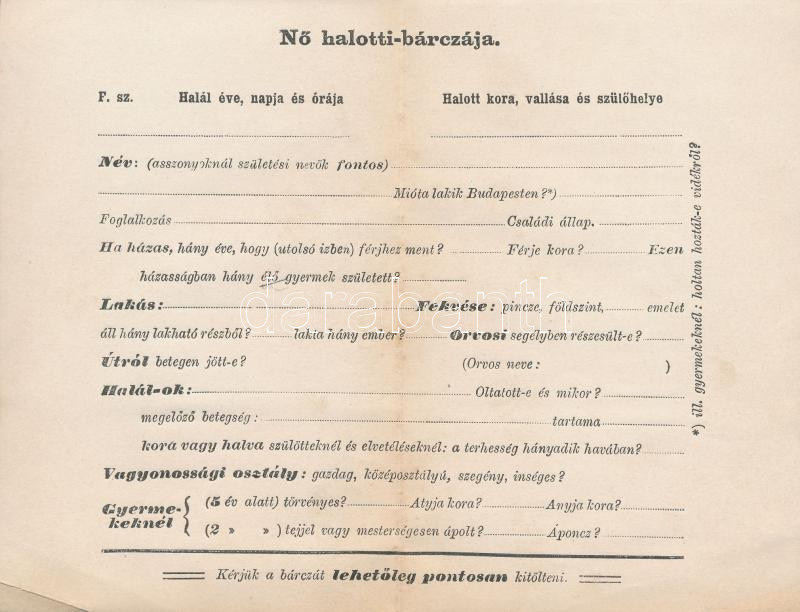 Nő halotti-bárczája.
F. sz. Halál éve, napja és órája Halott kora, vallása és szülőhelye
Név: (asszonyoknál születési nevök fontos)
Mióta lakik Budapesten?*)
Foglalkozás Családi állap.
Ha házas, hány éve, hogy (utolsó izben) férjhez ment? Férje kora? Ezen
házasságban hány élő gyermek született?
Lakás: Fekvése: pincze, földszint, emelet
áll hány lakható részből? lakia hány ember? Orvosi segélyben részesült-e?
Útról betegen jött-e? (Orvos neve: )
Halál-ok: Oltatott-e és mikor?
megelőző betegség: tartama
kora vagy halva szülötteknél és elvetéléseknél: a terhesség hányadik havában?
Vagyonossági osztály: gazdag, középosztályú, szegény, inséges?
Gyerme-
keknél
(5 év alatt) törvényes? Atyja kora? Anyja kora?
(2 » » ) tejjel vagy mesterségesen ápolt? Áponcz?
Kérjük a bárczát lehetőleg pontosan kitölteni.
*) ill. gyermekeknél: holtan hozták-e vidékről?
darabanth